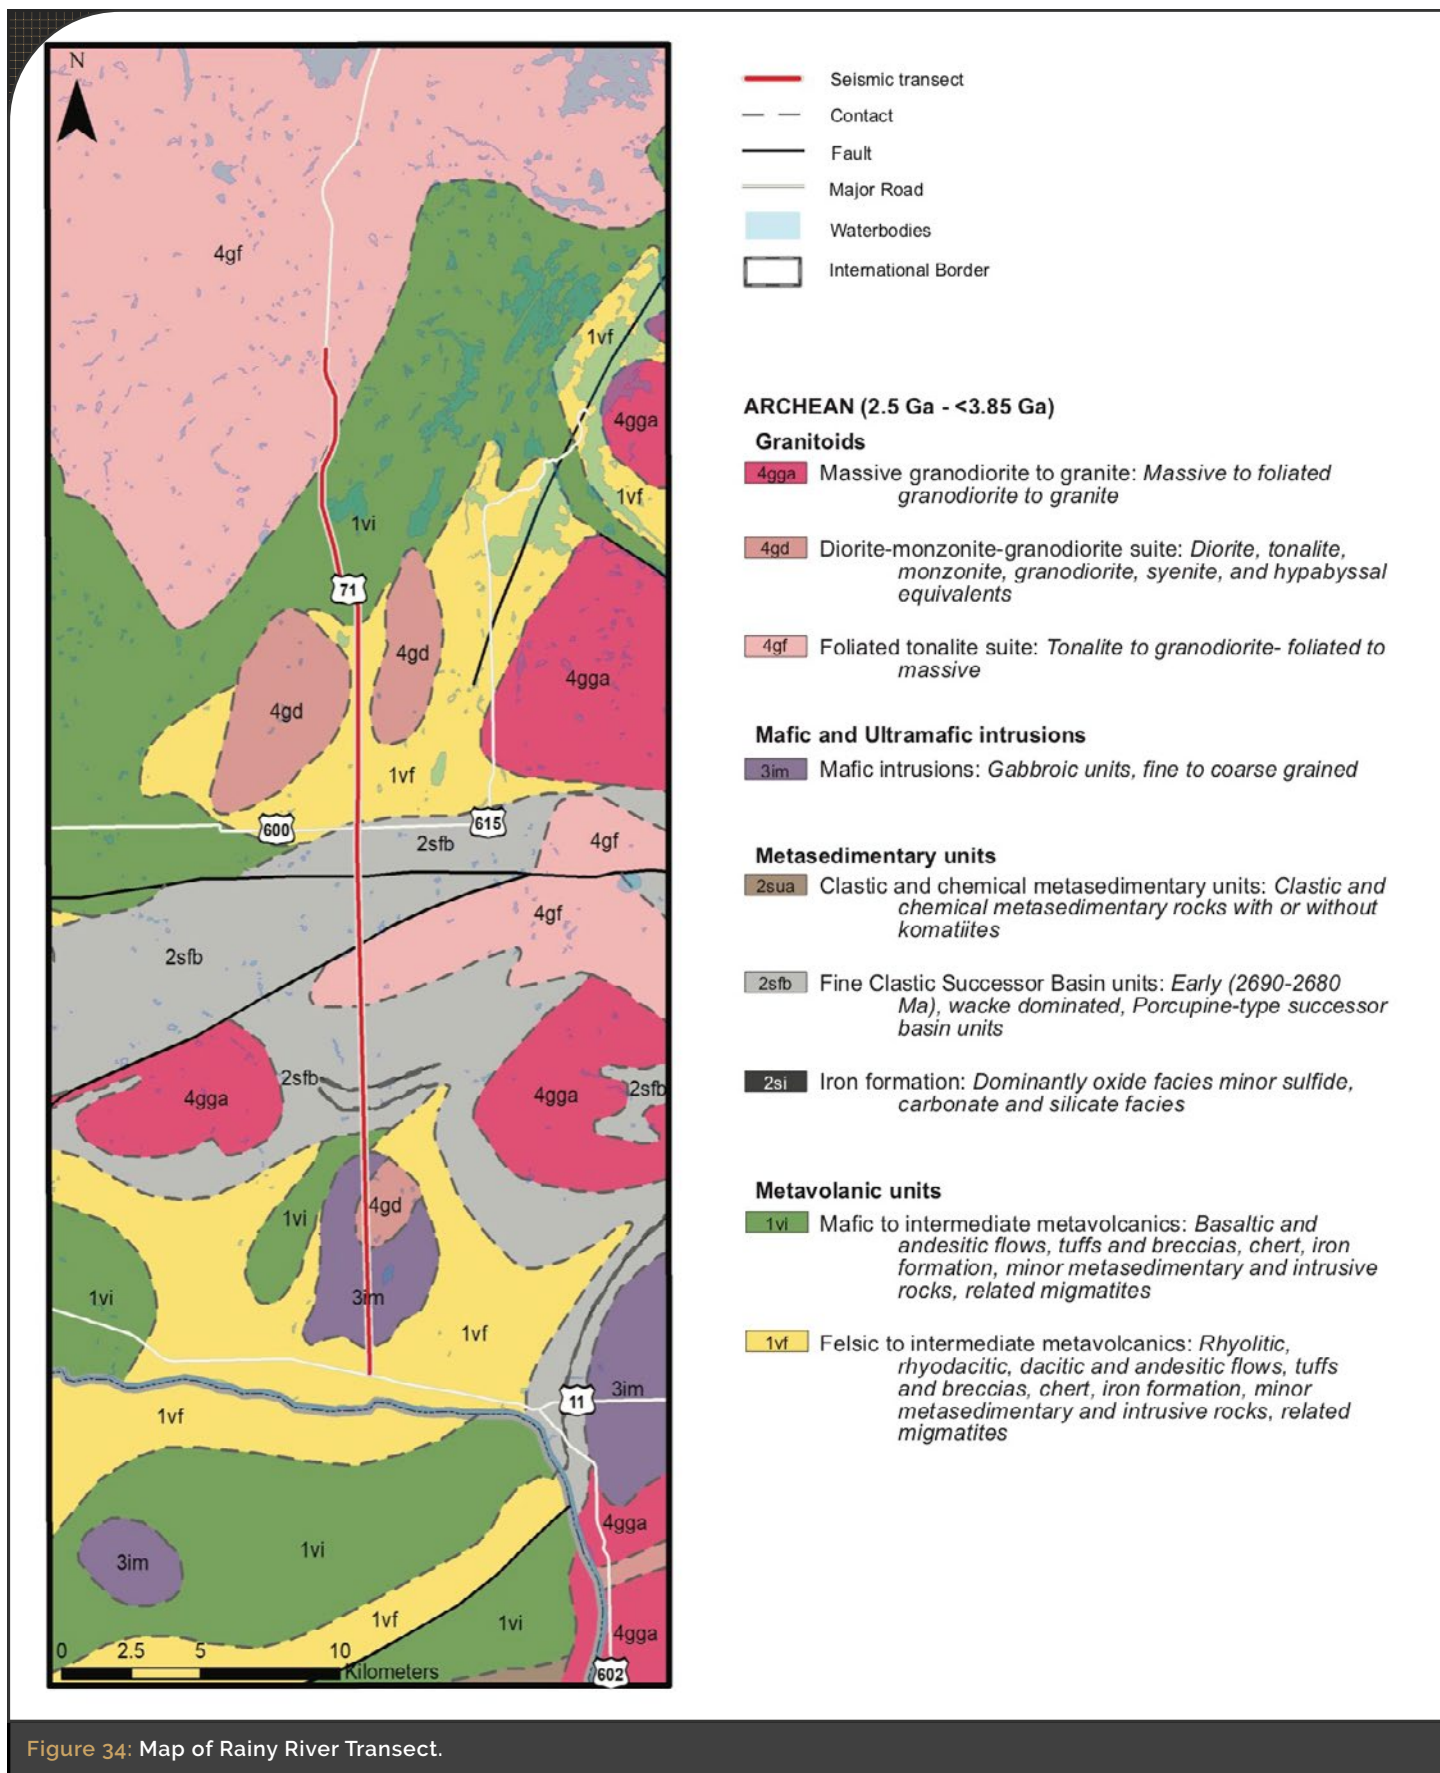 N
4gf
1vf
4gga
1vf
1vi
71
4gd
4gga
4gd
1vf
600
615
2sfb
4gf
4gf
2sfb
2sfb
4gga
4gga
2sfb
4gd
1vi
1vi
3im
1vf
3im
11
1vf
4gga
1vi
3im
1vf
1vi
4gga
0 2.5 5 10
Kilometers
602
Seismic transect
Contact
Fault
Major Road
Waterbodies
International Border
ARCHEAN (2.5 Ga - <3.85 Ga)
Granitoids
4gga Massive granodiorite to granite: Massive to foliated
granodiorite to granite
4gd Diorite-monzonite-granodiorite suite: Diorite, tonalite,
monzonite, granodiorite, syenite, and hypabyssal
equivalents
4gf Foliated tonalite suite: Tonalite to granodiorite- foliated to
massive
Mafic and Ultramafic intrusions
3im Mafic intrusions: Gabbroic units, fine to coarse grained
Metasedimentary units
2sua Clastic and chemical metasedimentary units: Clastic and
chemical metasedimentary rocks with or without
komatiites
2sfb Fine Clastic Successor Basin units: Early (2690-2680
Ma), wacke dominated, Porcupine-type successor
basin units
2si Iron formation: Dominantly oxide facies minor sulfide,
carbonate and silicate facies
Metavolanic units
1vi Mafic to intermediate metavolcanics: Basaltic and
andesitic flows, tuffs and breccias, chert, iron
formation, minor metasedimentary and intrusive
rocks, related migmatites
1vf Felsic to intermediate metavolcanics: Rhyolitic,
rhyodacitic, dacitic and andesitic flows, tuffs
and breccias, chert, iron formation, minor
metasedimentary and intrusive rocks, related
migmatites
Figure 34: Map of Rainy River Transect.